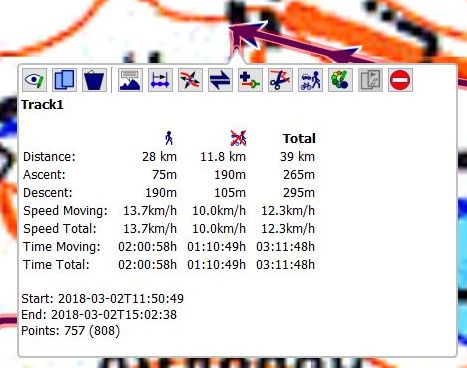 Track1
Total
Distance: 28 km 11.8 km 39 km
Ascent: 75m 190m 265m
Descent: 190m 105m 295m
Speed Moving: 13.7km/h 10.0km/h 12.3km/h
Speed Total: 13.7km/h 10.0km/h 12.3km/h
Time Moving: 02:00:58h 01:10:49h 03:11:48h
Time Total: 02:00:58h 01:10:49h 03:11:48h
Start: 2018-03-02T11:50:49
End: 2018-03-02T15:02:38
Points: 757 (808)